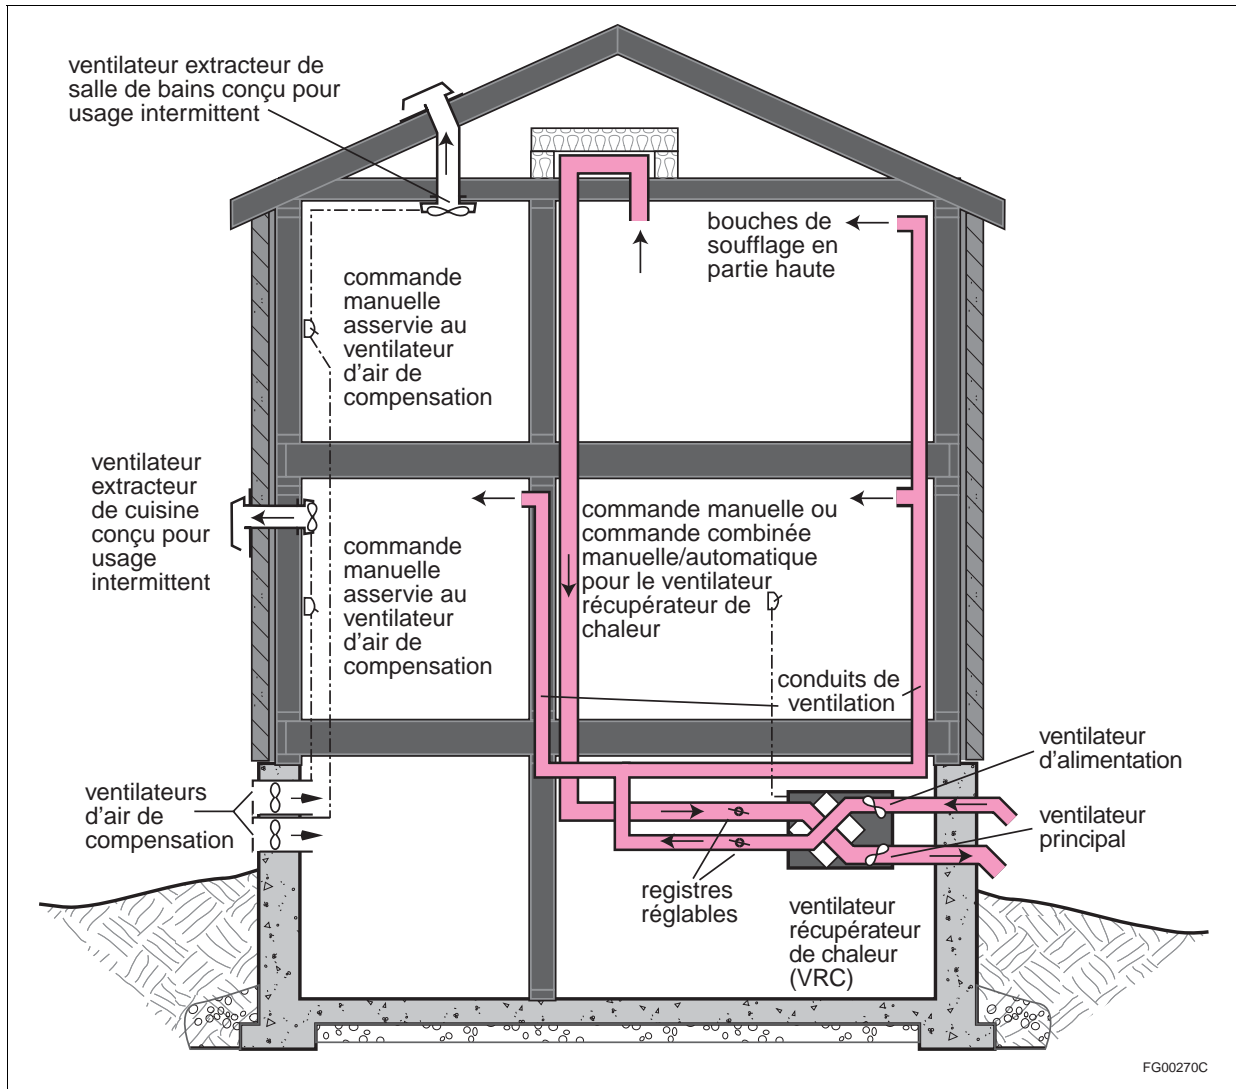 ventilateur extracteur de
salle de bains conçu pour
usage intermittent
bouches de
soufflage en
partie haute
commande
manuelle
asservie au
ventilateur
d'air de
compensation
ventilateur
extracteur
de cuisine
conçu pour
usage
intermittent
commande
manuelle
asservie au
ventilateur
d'air de
compensation
commande manuelle ou
commande combinée
manuelle/automatique
pour le ventilateur
récupérateur de
chaleur
conduits de
ventilation
ventilateur
d'alimentation
ventilateurs
d'air de
compensation
ventilateur
principal
registres
réglables
ventilateur
récupérateur
de chaleur
(VRC)
FG00270C